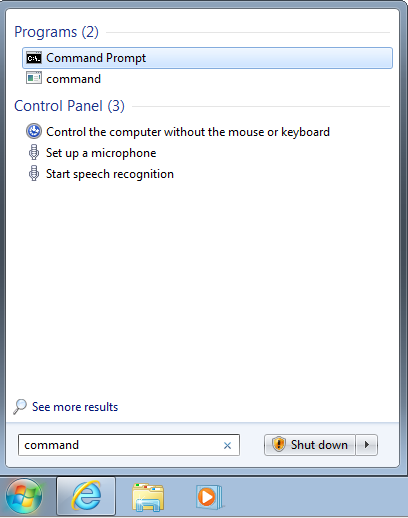 Programs (2)
Command Prompt
command
Control Panel (3)
Control the computer without the mouse or keyboard
Set up a microphone
Start speech recognition
See more results
command
Shut down